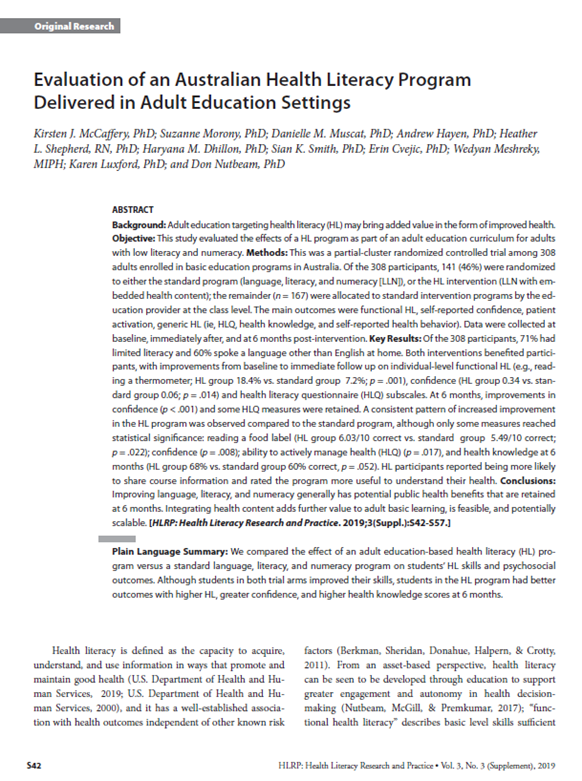 Original Research
Evaluation of an Australian Health Literacy Program
Delivered in Adult Education Settings
Kirsten J. McCaffery, PhD; Suzanne Morony, PhD; Danielle M. Muscat, PhD; Andrew Hayen, PhD; Heather
L. Shepherd, RN, PhD; Haryana M. Dhillon, PhD; Sian K. Smith, PhD; Erin Cvejic, PhD; Wedyan Meshreky,
MIPH; Karen Luxford, PhD; and Don Nutbeam, PhD
ABSTRACT
Background: Adult education targeting health literacy (HL) may bring added value in the form of improved health.
Objective: This study evaluated the effects of a HL program as part of an adult education curriculum for adults
with low literacy and numeracy. Methods: This was a partial-cluster randomized controlled trial among 308
adults enrolled in basic education programs in Australia. Of the 308 participants, 141 (46%) were randomized
to either the standard program (language, literacy, and numeracy [LLN]), or the HL intervention (LLN with em-
bedded health content); the remainder (n = 167) were allocated to standard intervention programs by the ed-
ucation provider at the class level. The main outcomes were functional HL, self-reported confidence, patient
activation, generic HL (ie, HLQ, health knowledge, and self-reported health behavior). Data were collected at
baseline, immediately after, and at 6 months post-intervention. Key Results: Of the 308 participants, 71% had
limited literacy and 60% spoke a language other than English at home. Both interventions benefited partici-
pants, with improvements from baseline to immediate follow up on individual-level functional HL (e.g., read-
ing a thermometer; HL group 18.4% vs. standard group 7.2%; p = .001), confidence (HL group 0.34 vs. stan-
dard group 0.06; p = .014) and health literacy questionnaire (HLQ) subscales. At 6 months, improvements in
confidence (p < .001) and some HLQ measures were retained. A consistent pattern of increased improvement
in the HL program was observed compared to the standard program, although only some measures reached
statistical significance: reading a food label (HL group 6.03/10 correct vs. standard group 5.49/10 correct;
p = .022); confidence (p = .008); ability to actively manage health (HLQ) (p = .017), and health knowledge at 6
months (HL group 68% vs. standard group 60% correct, p = .052). HL participants reported being more likely
to share course information and rated the program more useful to understand their health. Conclusions:
Improving language, literacy, and numeracy generally has potential public health benefits that are retained
at 6 months. Integrating health content adds further value to adult basic learning, is feasible, and potentially
scalable. [HLRP: Health Literacy Research and Practice. 2019;3(Suppl.):S42-S57.]
Plain Language Summary: We compared the effect of an adult education-based health literacy (HL) pro-
gram versus a standard language, literacy, and numeracy program on students' HL skills and psychosocial
outcomes. Although students in both trial arms improved their skills, students in the HL program had better
outcomes with higher HL, greater confidence, and higher health knowledge scores at 6 months.
Health literacy is defined as the capacity to acquire,
understand, and use information in ways that promote and
maintain good health (U.S. Department of Health and Hu-
man Services, 2019; U.S. Department of Health and Hu-
man Services, 2000), and it has a well-established associa-
tion with health outcomes independent of other known risk
factors (Berkman, Sheridan, Donahue, Halpern, & Crotty,
2011). From an asset-based perspective, health literacy
can be seen to be developed through education to support
greater engagement and autonomy in health decision-
making (Nutbeam, McGill, & Premkumar, 2017); "func-
tional health literacy" describes basic level skills sufficient
S42
HLRP: Health Literacy Research and Practice • Vol. 3, No. 3 (Supplement), 2019